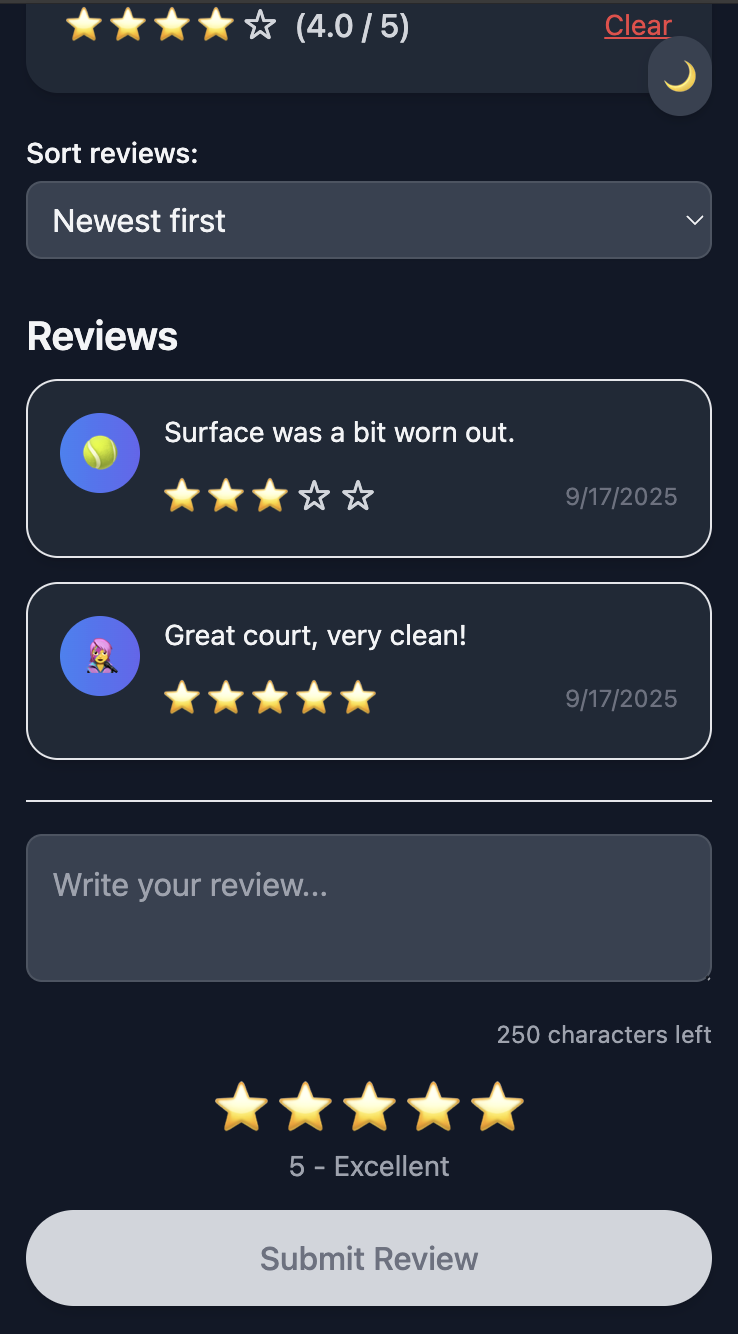 (4.0 / 5) Clear
Sort reviews:
Newest first
Reviews
Surface was a bit worn out.
9/17/2025
Great court, very clean!
9/17/2025
Write your review...
250 characters left
5 - Excellent
Submit Review